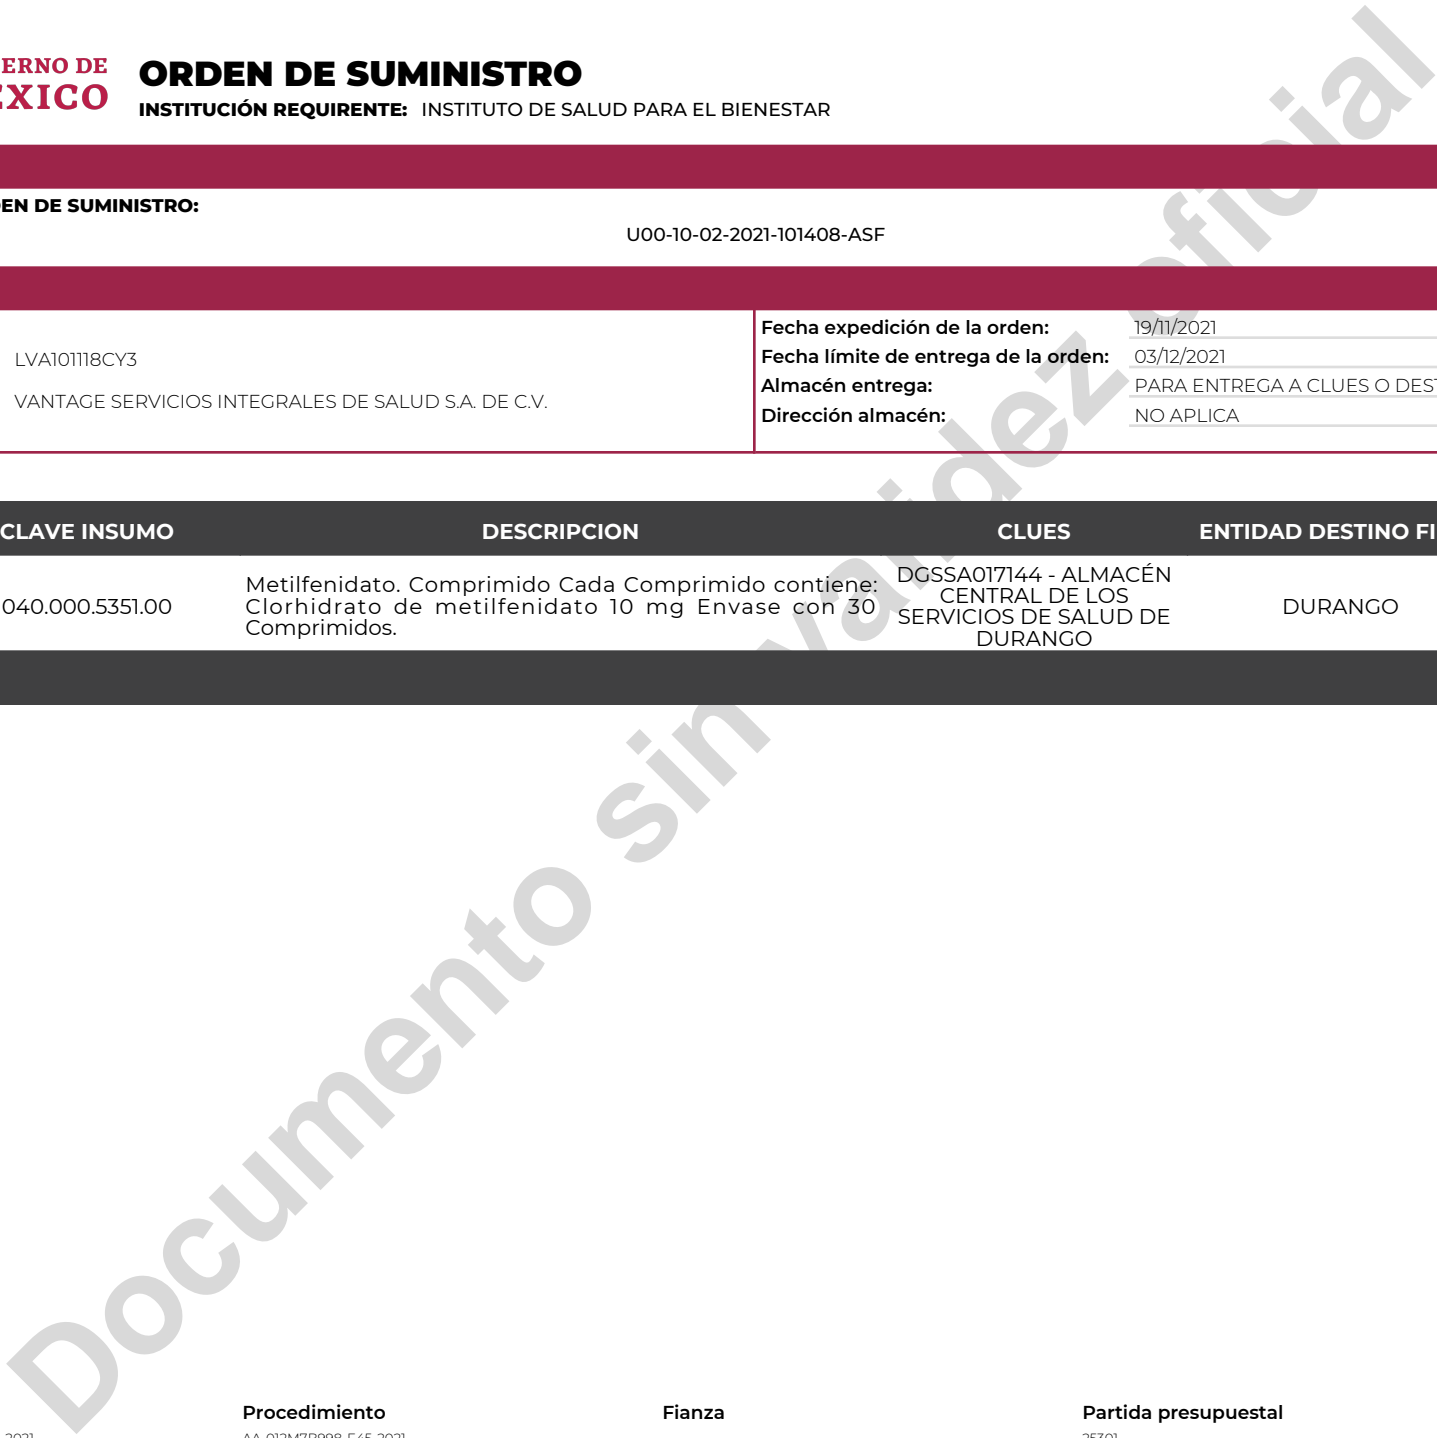 ERNO DE
EXICO
ORDEN DE SUMINISTRO
INSTITUCIÓN REQUIRENTE: INSTITUTO DE SALUD PARA EL BIENESTAR
EN DE SUMINISTRO:
U00-10-02-2021-101408-ASF
LVA101118CY3
VANTAGE SERVICIOS INTEGRALES DE SALUD S.A. DE C.V.
Fecha expedición de la orden: 19/11/2021
Fecha límite de entrega de la orden: 03/12/2021
Almacén entrega: PARA ENTREGA A CLUES O DEST
Dirección almacén: NO APLICA
CLAVE INSUMO DESCRIPCION CLUES ENTIDAD DESTINO FI
040.000.5351.00
Metilfenidato. Comprimido Cada Comprimido contiene:
Clorhidrato de metilfenidato 10 mg Envase con 30
Comprimidos.
DGSSA017144 - ALMACÉN
CENTRAL DE LOS
SERVICIOS DE SALUD DE
DURANGO
DURANGO
Documento sin validez oficial
Procedimiento Fianza Partida presupuestal